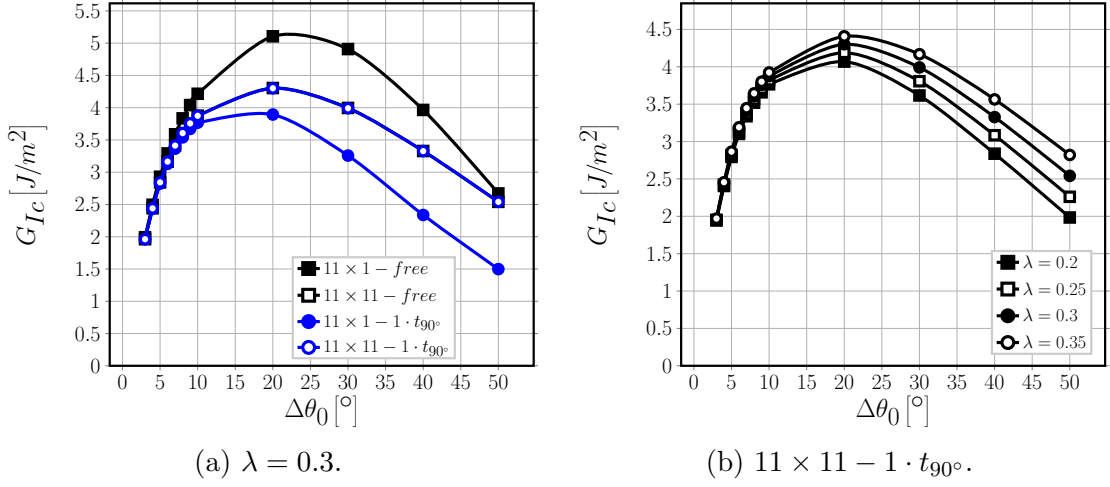 5.5
5
4.5
4
3.5
3
2.5
2
1.5
1
0.5
0
G_{Ic} [J/m^2]
0 5 10 15 20 25 30 35 40 45 50
Δθ_0 [°]
11 × 1 − free
11 × 11 − free
11 × 1 − 1 · t_{90°}
11 × 11 − 1 · t_{90°}
(a) λ = 0.3.
4.5
4
3.5
3
2.5
2
1.5
1
0.5
0
G_{Ic} [J/m^2]
0 5 10 15 20 25 30 35 40 45 50
Δθ_0 [°]
λ = 0.2
λ = 0.25
λ = 0.3
λ = 0.35
(b) 11 × 11 − 1 · t_{90°}.